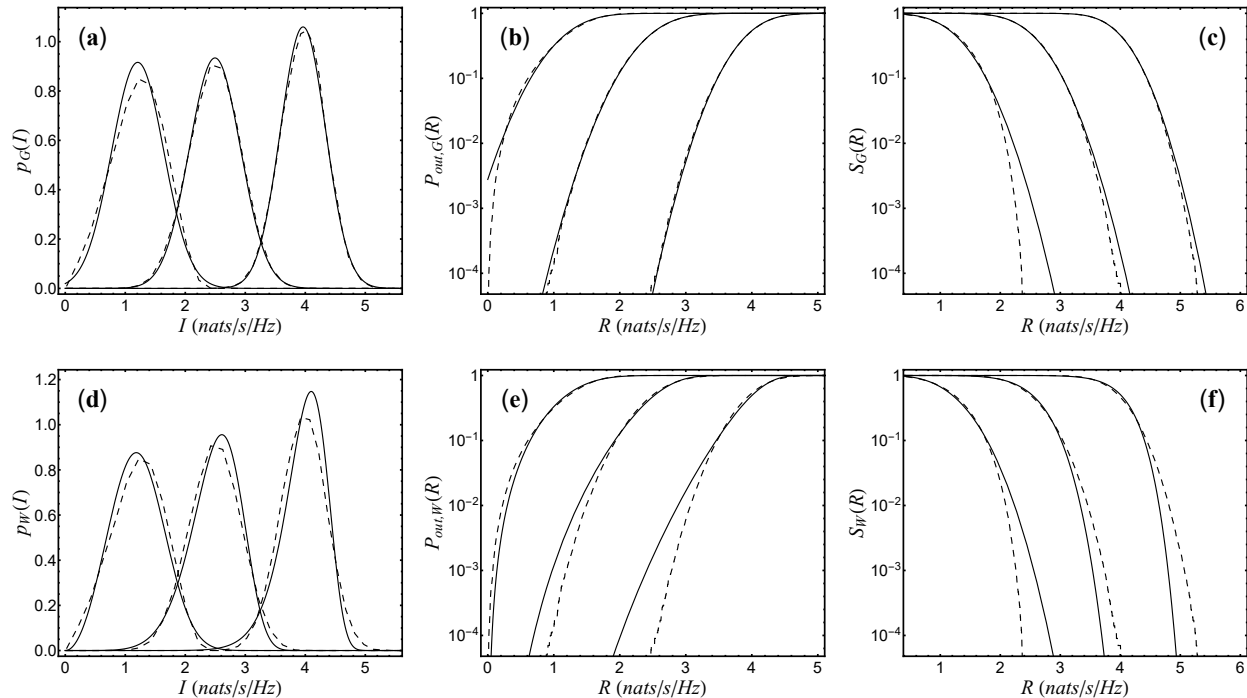 (a)
1.0
0.8
0.6
0.4
0.2
0.0
p_G(I)
0 1 2 3 4 5
I (nats/s/Hz)
(b)
1
10^{-1}
10^{-2}
10^{-3}
10^{-4}
P_{out,G}(R)
0 1 2 3 4 5
R (nats/s/Hz)
(c)
1
10^{-1}
10^{-2}
10^{-3}
10^{-4}
S_G(R)
1 2 3 4 5 6
R (nats/s/Hz)
(d)
1.2
1.0
0.8
0.6
0.4
0.2
0.0
p_W(I)
0 1 2 3 4 5
I (nats/s/Hz)
(e)
1
10^{-1}
10^{-2}
10^{-3}
10^{-4}
P_{out,W}(R)
0 1 2 3 4 5
R (nats/s/Hz)
(f)
1
10^{-1}
10^{-2}
10^{-3}
10^{-4}
S_W(R)
1 2 3 4 5 6
R (nats/s/Hz)